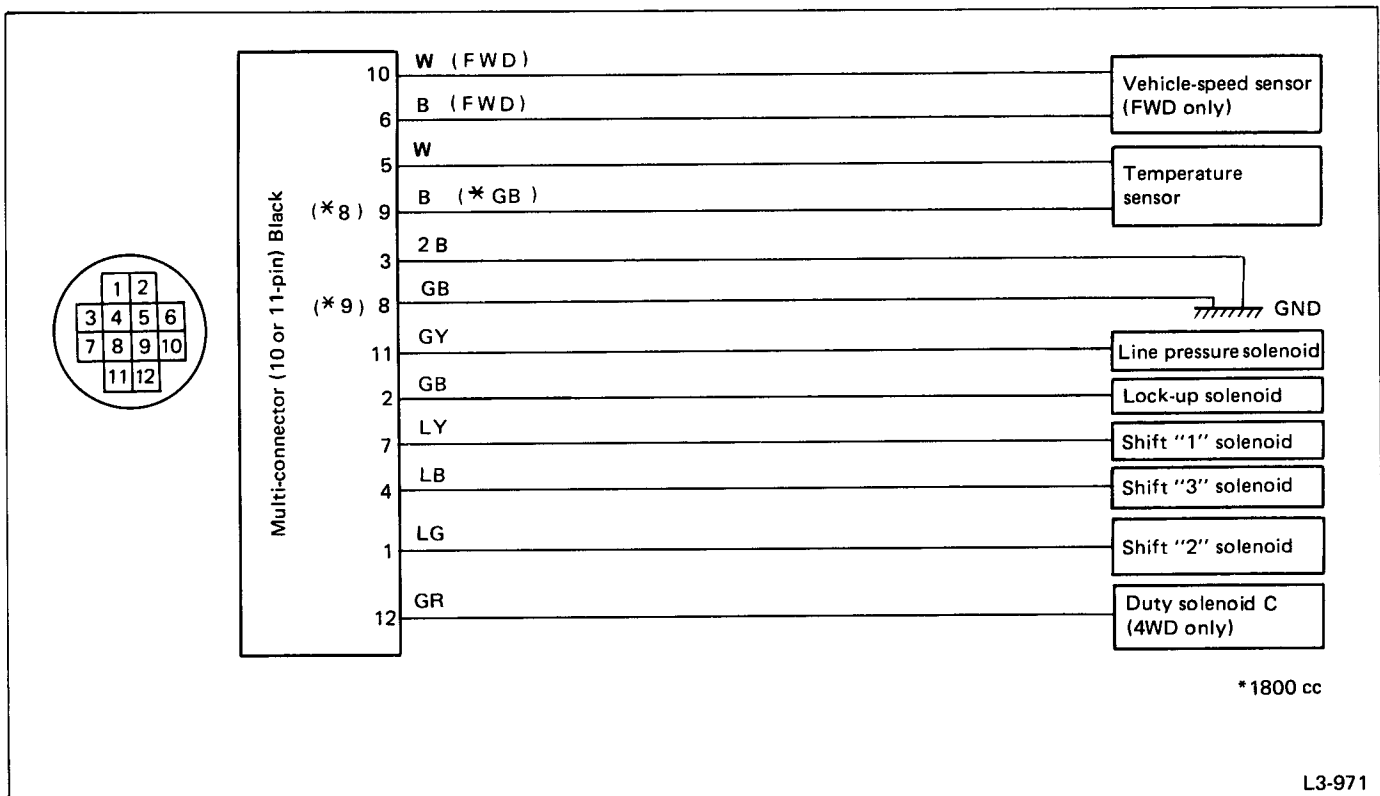 10 W (FWD)
6 B (FWD)
Vehicle-speed sensor
(FWD only)
5 W
(*8) 9 B (*GB)
Temperature
sensor
3 2B
(*9) 8 GB
GND
11 GY
Line pressure solenoid
2 GB
Lock-up solenoid
7 LY
Shift "1" solenoid
4 LB
Shift "3" solenoid
1 LG
Shift "2" solenoid
12 GR
Duty solenoid C
(4WD only)
Multi-connector (10 or 11-pin) Black
1 2
3 4 5 6
7 8 9 10
11 12
*1800 cc
L3-971